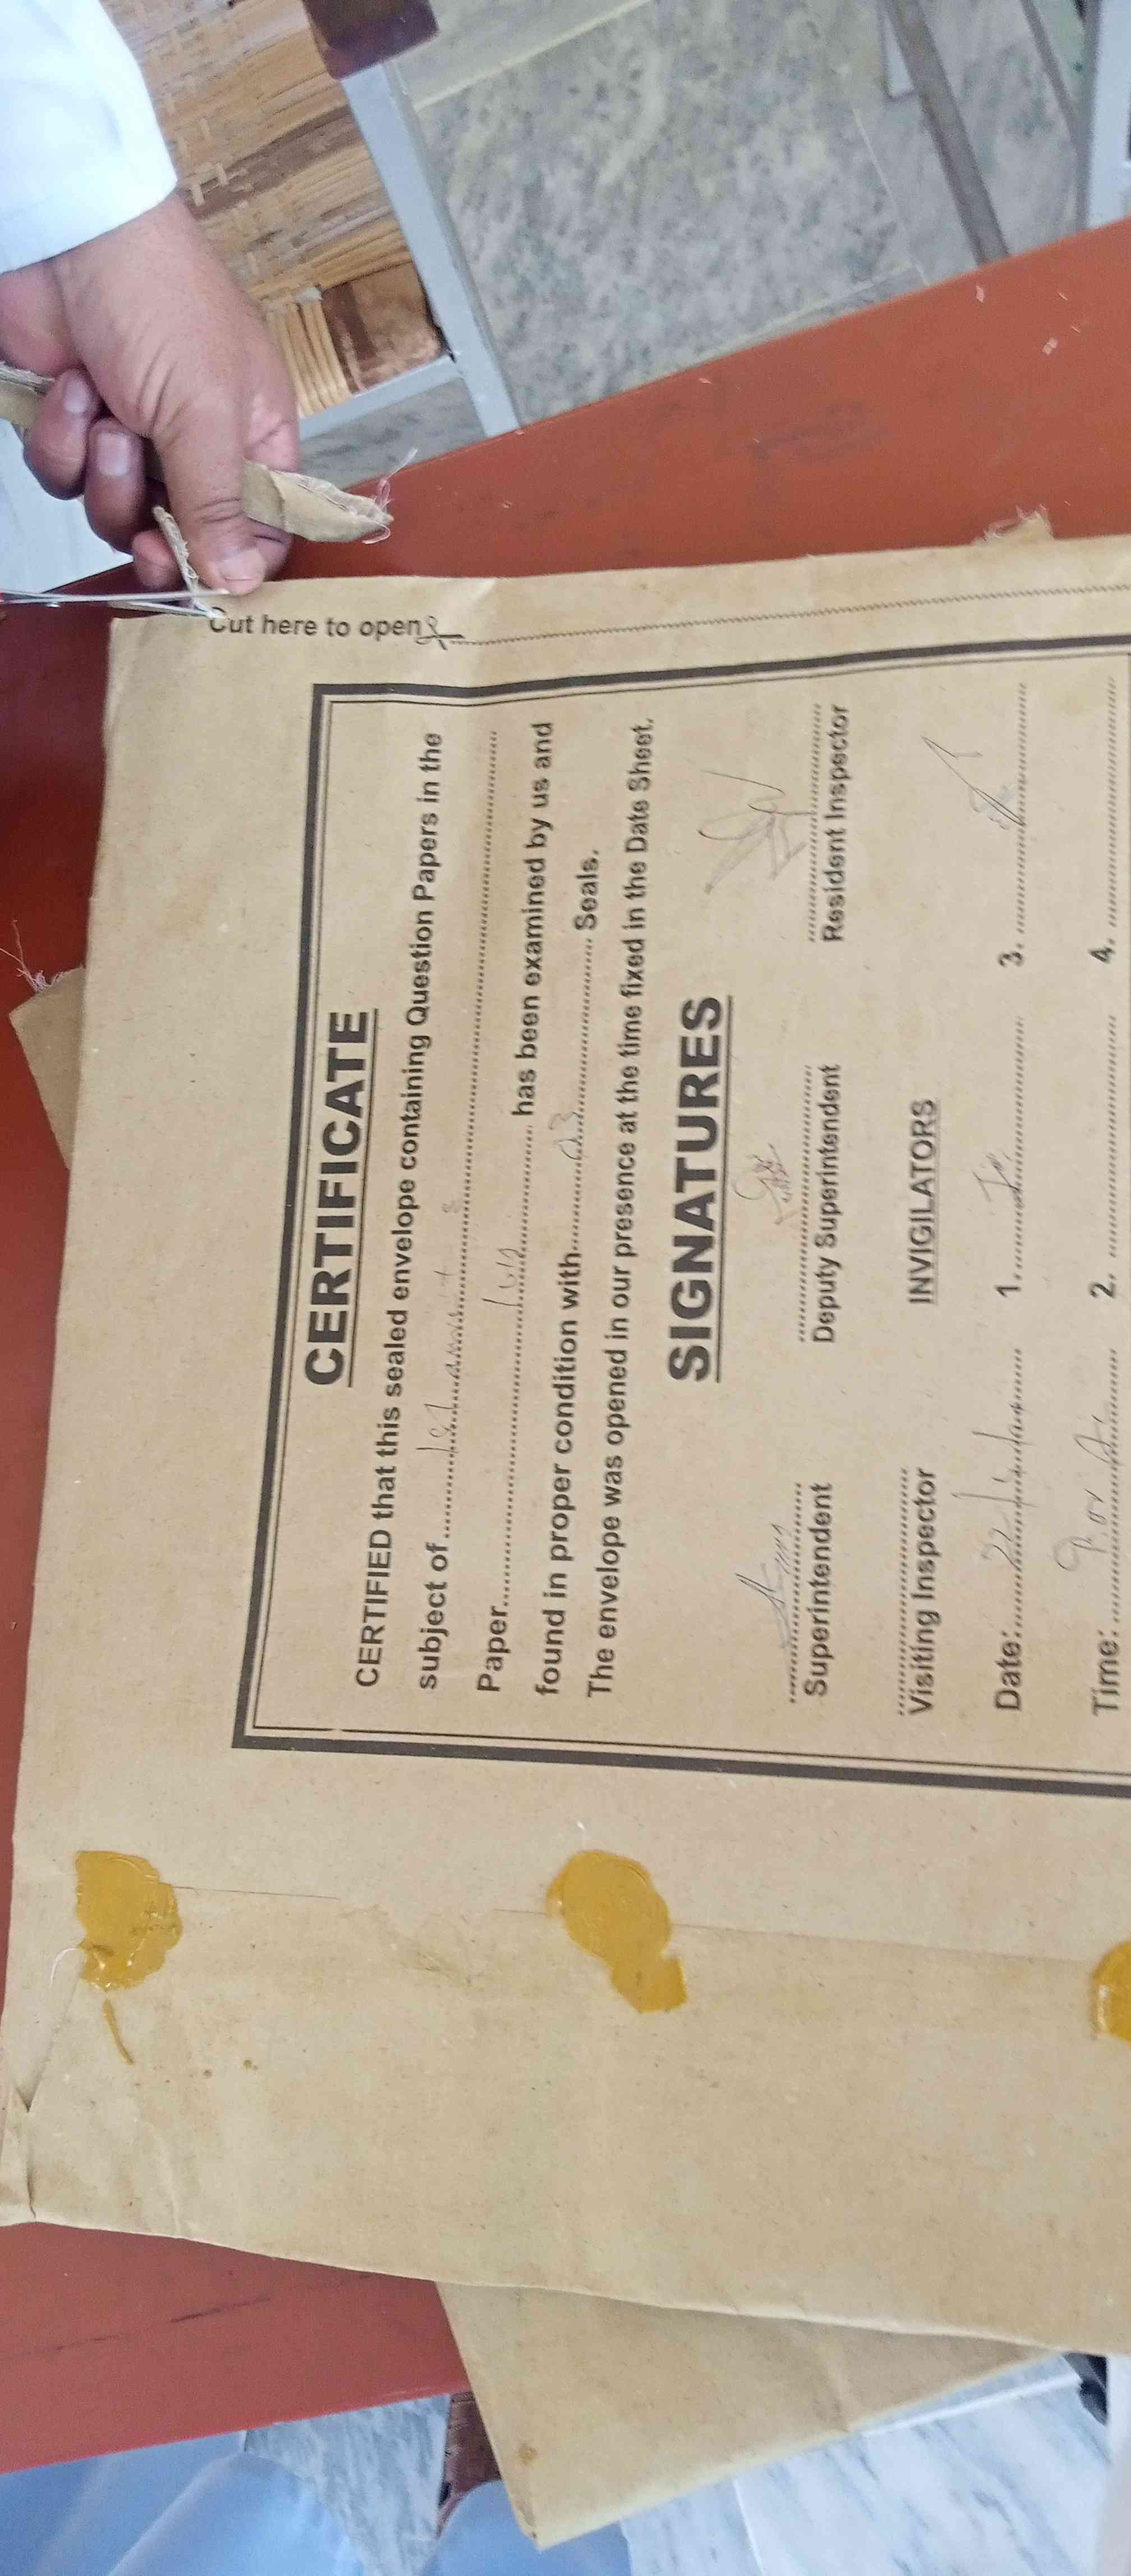 Cut here to open
CERTIFICATE
CERTIFIED that this sealed envelope containing Question Papers in the
subject of
Paper has been examined by us and
found in proper condition with 03 Seals.
The envelope was opened in our presence at the time fixed in the Date Sheet.
SIGNATURES
Superintendent Deputy Superintendent Resident Inspector
Visiting Inspector INVIGILATORS
Date: 1. 3.
Time: 2. 4.